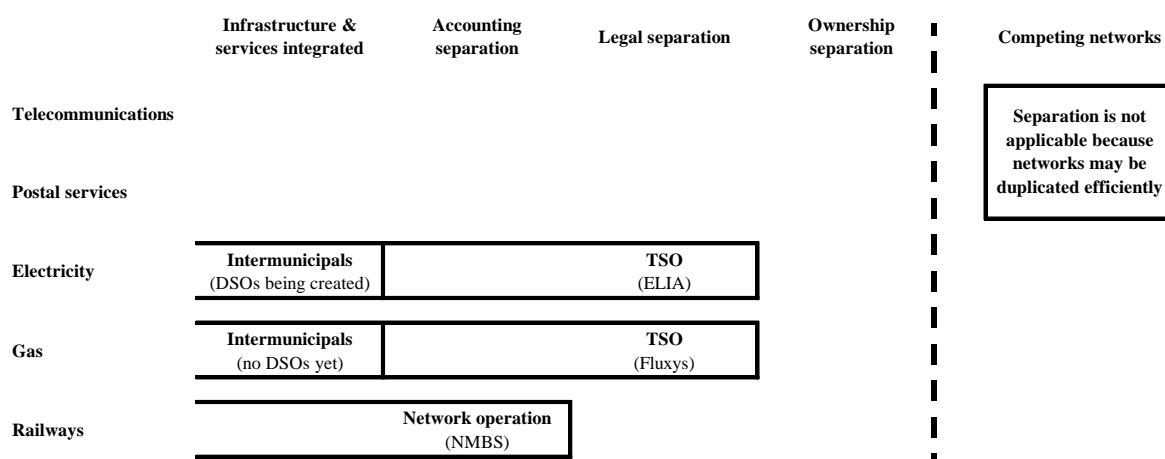 Infrastructure &
services integrated
Accounting
separation
Legal separation
Ownership
separation
Competing networks
Telecommunications
Separation is not
applicable because
networks may be
duplicated efficiently
Postal services
Electricity
Intermunicipals
(DSOs being created)
TSO
(ELIA)
Gas
Intermunicipals
(no DSOs yet)
TSO
(Fluxys)
Railways
Network operation
(NMBS)